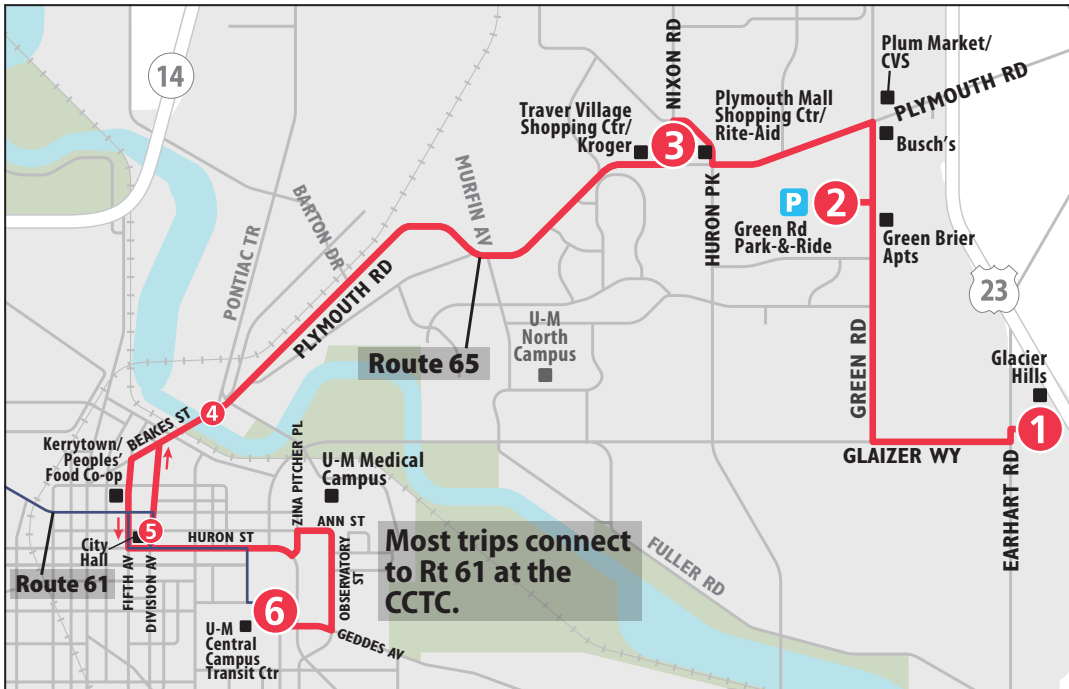 14
NIXON RD
Plum Market/
CVS
PLYMOUTH RD
Traver Village
Shopping Ctr/
Kroger
3
Plymouth Mall
Shopping Ctr/
Rite-Aid
Busch's
MURFIN AV
BARTON DR
PONTIAC TR
HURON PK
P
2
Green Rd
Park-&-Ride
Green Brier
Apts
23
PLYMOUTH RD
Route 65
U-M
North
Campus
GREEN RD
Glacier
Hills
1
GLAIZER WY
EARHART RD
4
BEAKES ST
Kerrytown/
Peoples'
Food Co-op
ZINA PITCHER PL
U-M Medical
Campus
ANN ST
5
HURON ST
City
Hall
Route 61
FIFTH AV
DIVISION AV
OBSERVATORY
ST
Most trips connect
to Rt 61 at the
CCTC.
FULLER RD
6
U-M
Central
Campus
Transit Ctr
GEDDES AV